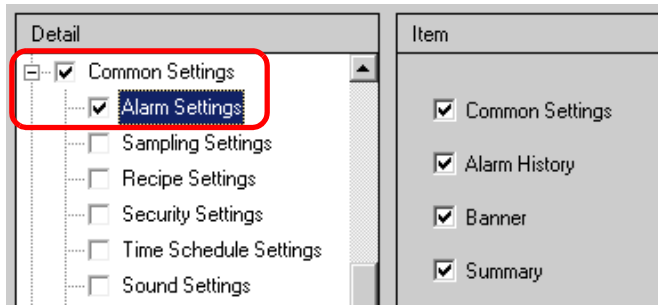 Detail
Common Settings
Alarm Settings
Sampling Settings
Recipe Settings
Security Settings
Time Schedule Settings
Sound Settings
Item
Common Settings
Alarm History
Banner
Summary